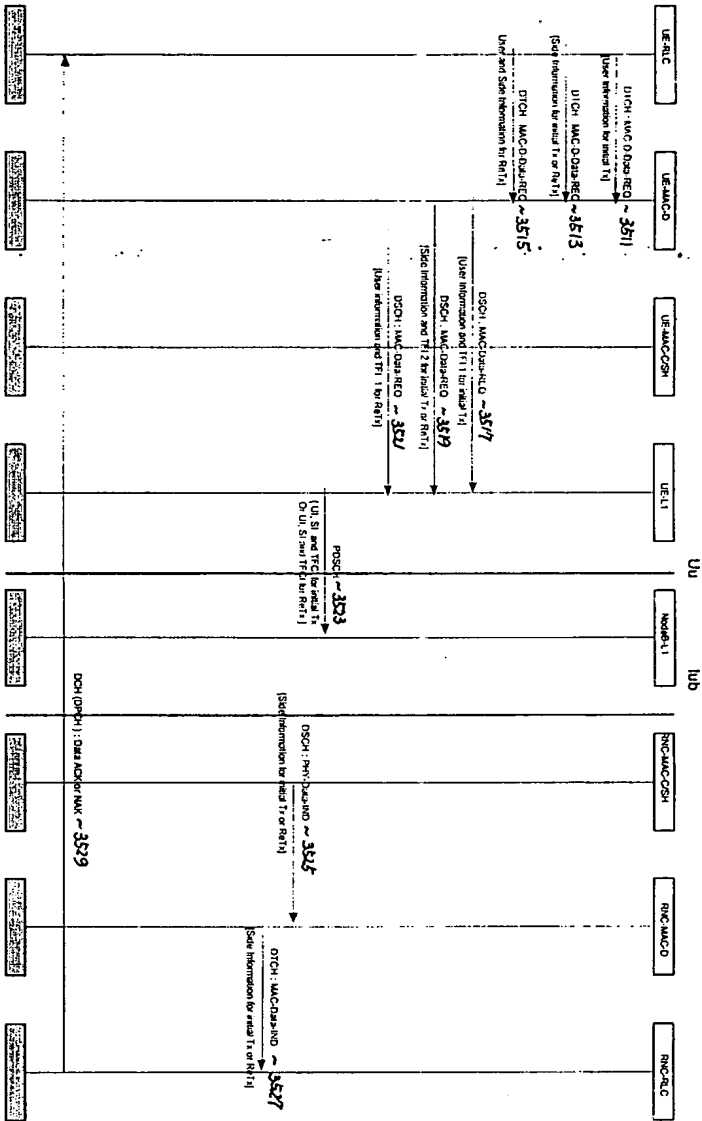 UE-RLC
UE-MAC-D
UE-MAC-C/SH
UE-L1
Uu
NodeB-L1
Iub
RNC-MAC-C/SH
RNC-MAC-D
RNC-RLC
DTCH : MAC-D-Data-REQ ~3511
[User Information for initial Tx]
DTCH : MAC-D-Data-REQ ~3513
[Side Information for initial Tx or ReTx]
DTCH : MAC-D-Data-REQ ~3515
User and Side Information for ReTx]
DSCH : MAC-Data-REQ ~3517
[User Information and TFI 1 for initial Tx]
DSCH : MAC-Data-REQ ~3519
[Side Information and TFI 2 for initial Tx or ReTx]
DSCH : MAC-Data-REQ ~3521
[User information and TFI 1 for ReTx]
PDSCH ~3523
( UI, SI and TFCI for initial Tx
Or UI, SI and TFCI for ReTx )
DSCH : PHY-Data-IND ~3525
[Side Information for initial Tx or ReTx]
DTCH : MAC-Data-IND ~3527
[Side Information for initial Tx or ReTx]
DCH (DPCH ) : Data ACK or NAK ~3529